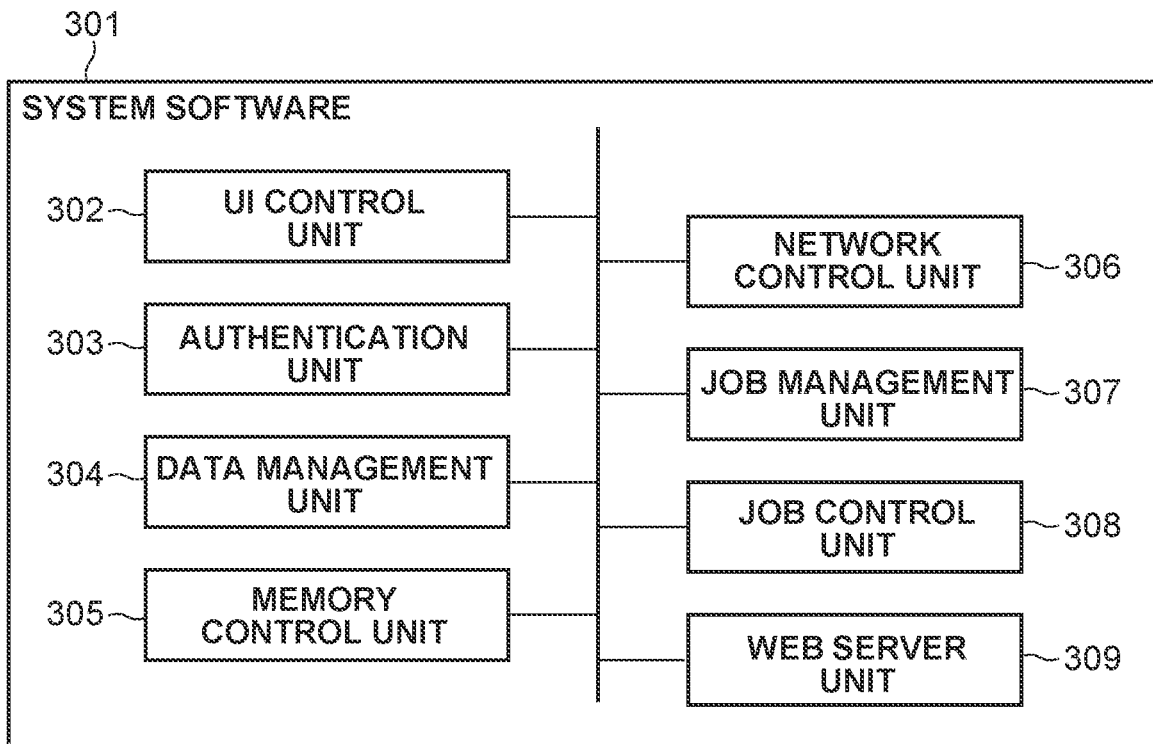 301
SYSTEM SOFTWARE
302
UI CONTROL
UNIT
303
AUTHENTICATION
UNIT
304
DATA MANAGEMENT
UNIT
305
MEMORY
CONTROL UNIT
NETWORK
CONTROL UNIT
306
JOB MANAGEMENT
UNIT
307
JOB CONTROL
UNIT
308
WEB SERVER
UNIT
309